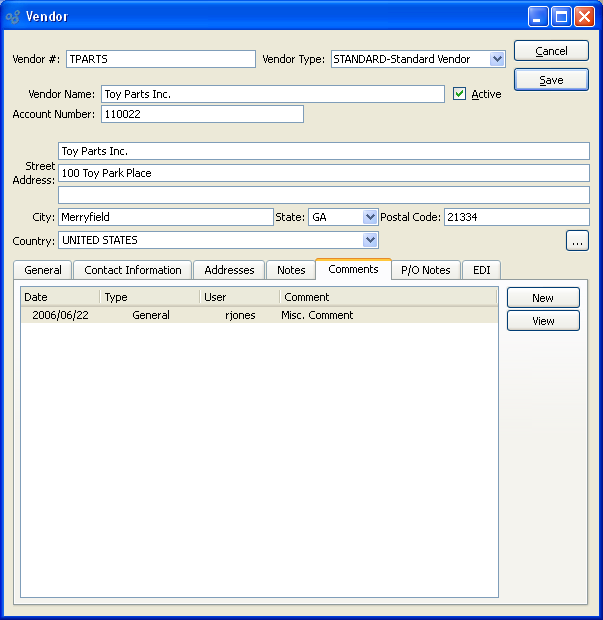 Vendor
Vendor #: TPARTS Vendor Type: STANDARD-Standard Vendor Cancel
Save
Vendor Name: Toy Parts Inc. Active
Account Number: 110022
Toy Parts Inc.
Street Address: 100 Toy Park Place
City: Merryfield State: GA Postal Code: 21334
Country: UNITED STATES ...
General Contact Information Addresses Notes Comments P/O Notes EDI
Date Type User Comment New
2006/06/22 General rjones Misc. Comment View